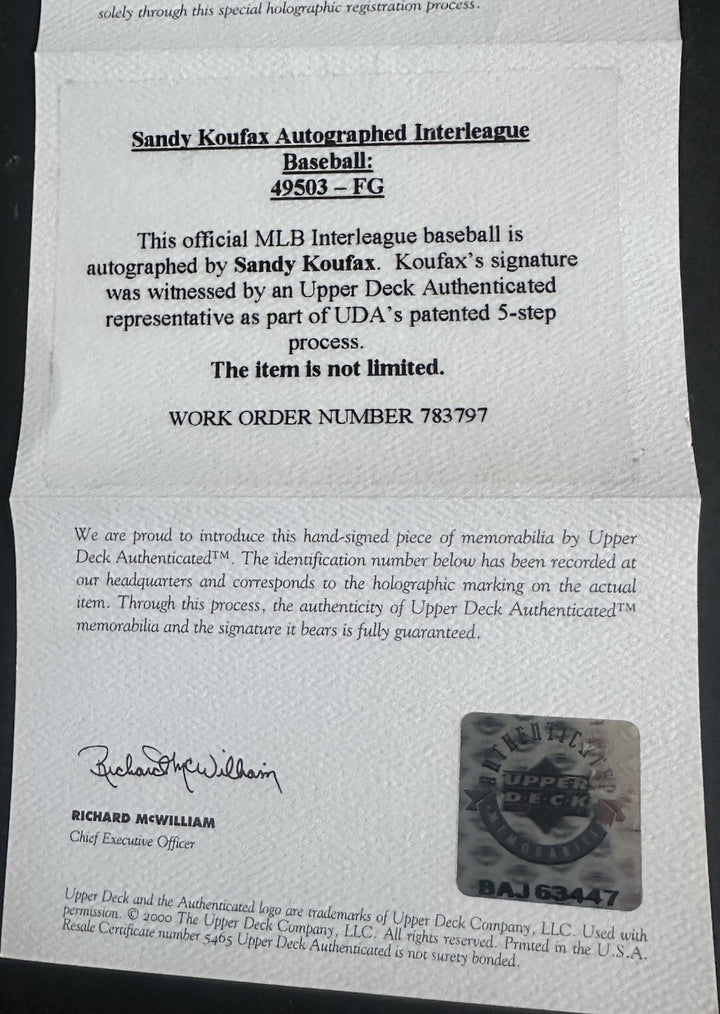 solely through this special holographic registration process.
Sandy Koufax Autographed Interleague
Baseball:
49503 – FG
This official MLB Interleague baseball is
autographed by Sandy Koufax. Koufax's signature
was witnessed by an Upper Deck Authenticated
representative as part of UDA's patented 5-step
process.
The item is not limited.
WORK ORDER NUMBER 783797
We are proud to introduce this hand-signed piece of memorabilia by Upper
Deck Authenticated™. The identification number below has been recorded at
our headquarters and corresponds to the holographic marking on the actual
item. Through this process, the authenticity of Upper Deck Authenticated™
memorabilia and the signature it bears is fully guaranteed.
Richard McWilliam
RICHARD McWILLIAM
Chief Executive Officer
AUTHENTICATED
UPPER
DECK
MEMORABILIA
BAJ63447
Upper Deck and the Authenticated logo are trademarks of Upper Deck Company, LLC. Used with
permission. © 2000 The Upper Deck Company, LLC. All rights reserved. Printed in the U.S.A.
Resale Certificate number 5465 Upper Deck Authenticated is not surety bonded.